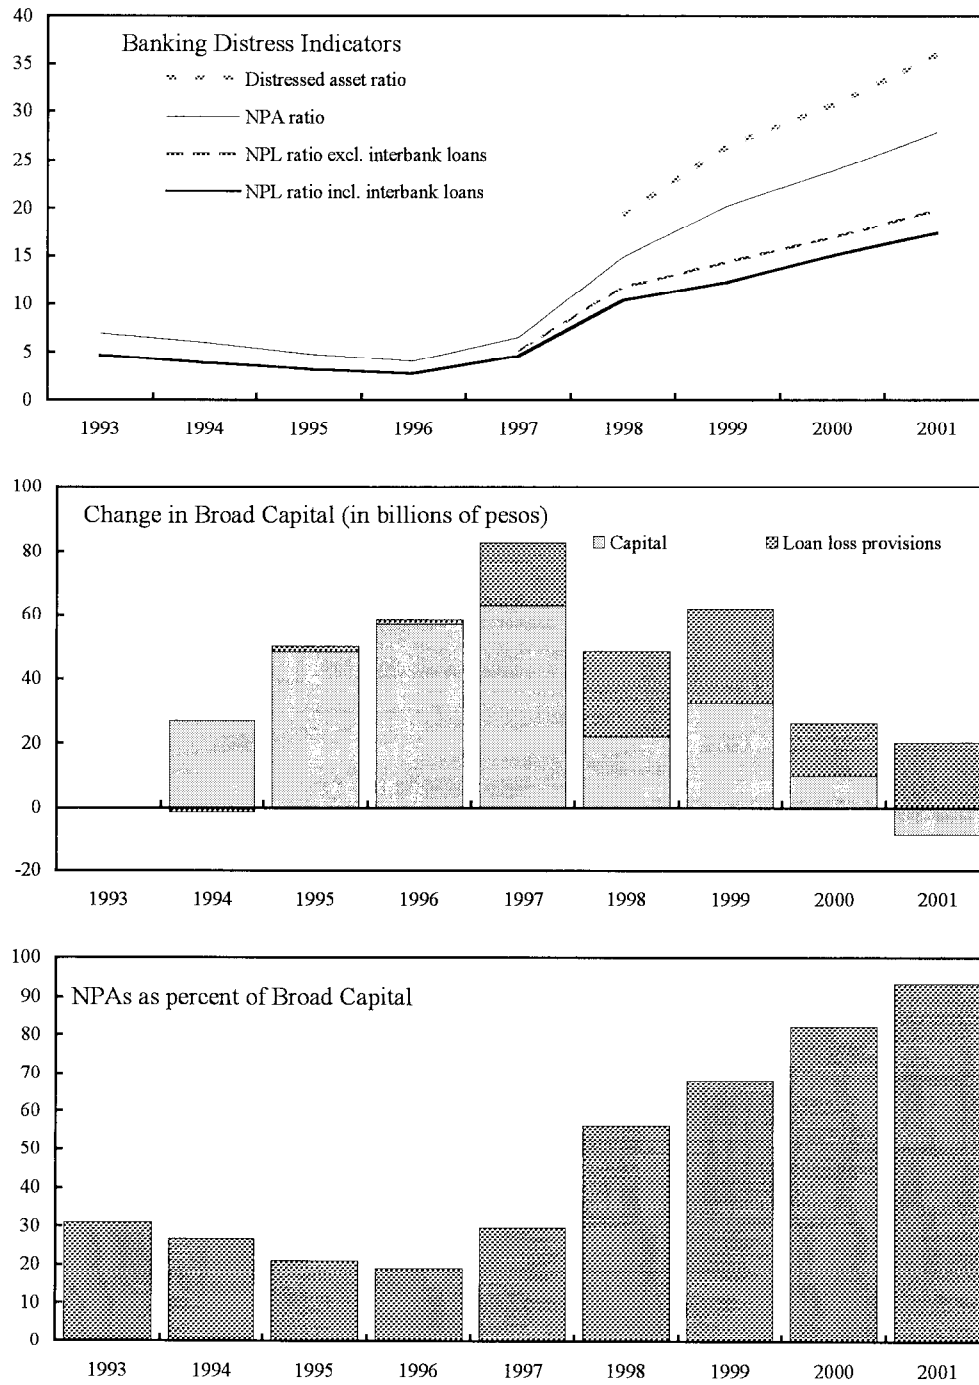 40
Banking Distress Indicators
35
Distressed asset ratio
30
NPA ratio
25
NPL ratio excl. interbank loans
20
NPL ratio incl. interbank loans
15
10
5
0
1993 1994 1995 1996 1997 1998 1999 2000 2001
100
Change in Broad Capital (in billions of pesos)
80
Capital Loan loss provisions
60
40
20
0
-20
1993 1994 1995 1996 1997 1998 1999 2000 2001
100
90
NPAs as percent of Broad Capital
80
70
60
50
40
30
20
10
0
1993 1994 1995 1996 1997 1998 1999 2000 2001